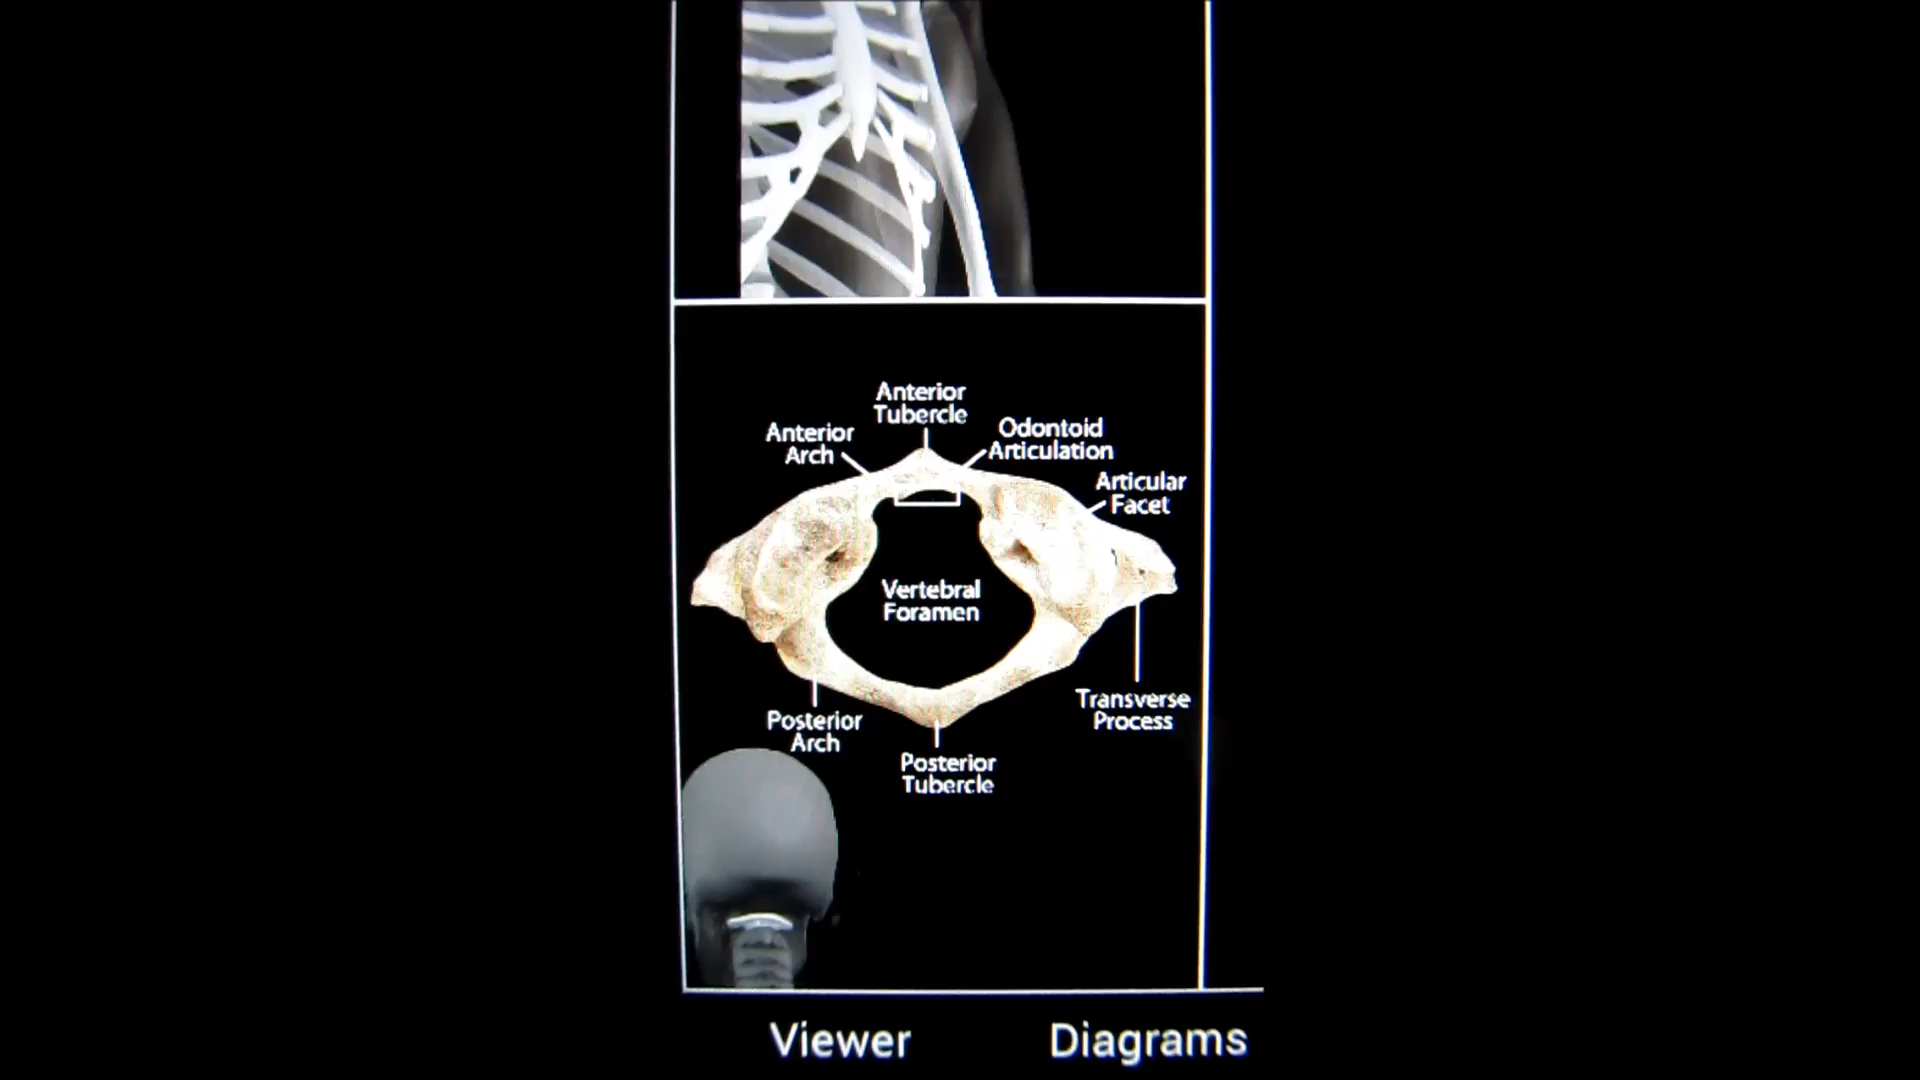 Anterior
Tubercle
Anterior
Arch
Odontoid
Articulation
Articular
Facet
Vertebral
Foramen
Transverse
Process
Posterior
Arch
Posterior
Tubercle
Viewer
Diagrams